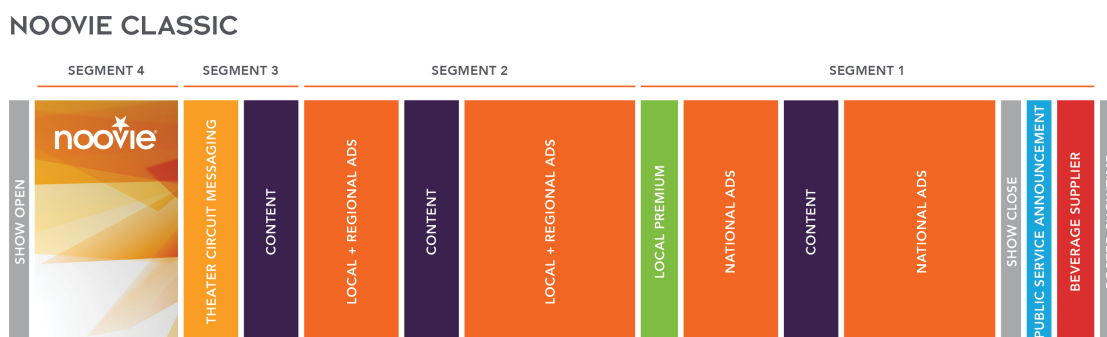 NOOVIE CLASSIC
SEGMENT 4
SEGMENT 3
SEGMENT 2
SEGMENT 1
SHOW OPEN
noovie
THEATER CIRCUIT MESSAGING
CONTENT
LOCAL + REGIONAL ADS
CONTENT
LOCAL + REGIONAL ADS
LOCAL PREMIUM
NATIONAL ADS
CONTENT
NATIONAL ADS
SHOW CLOSE
PUBLIC SERVICE ANNOUNCEMENT
BEVERAGE SUPPLIER